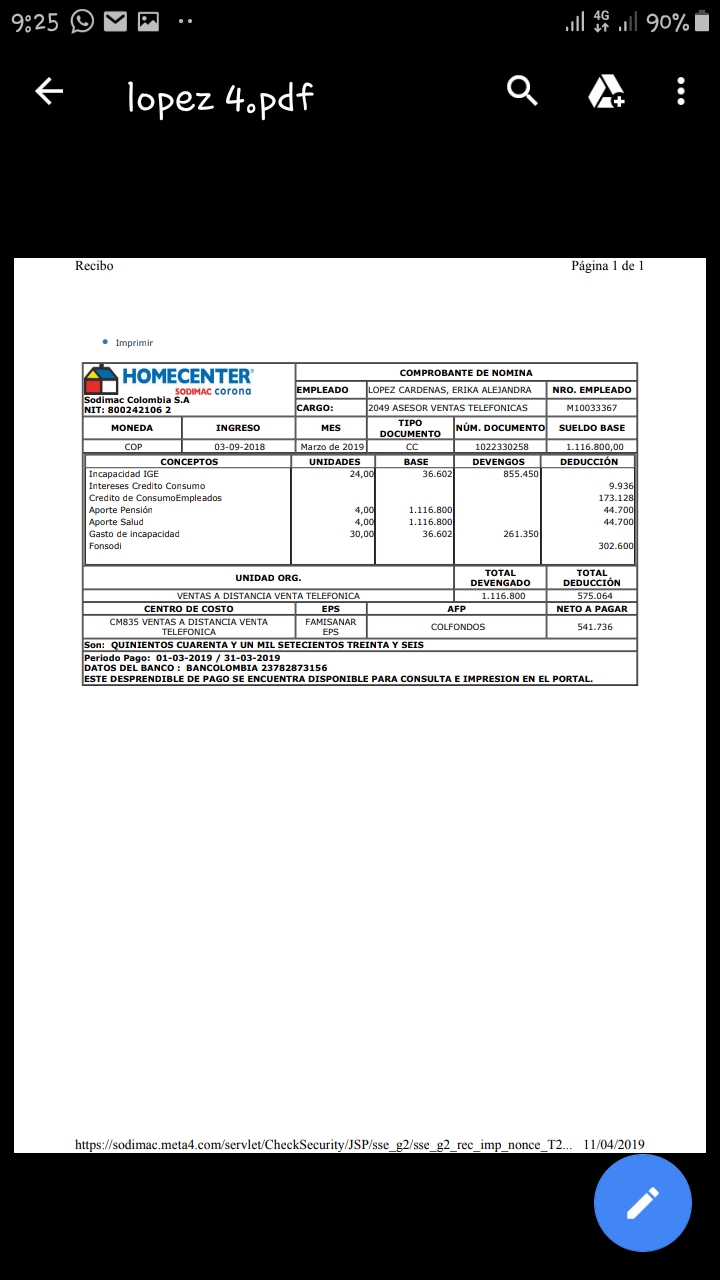 9:25 4G 90%
lopez 4.pdf
Recibo Página 1 de 1
Imprimir
HOMECENTER
SODIMAC corona
Sodimac Colombia S.A
NIT: 800242106 2
COMPROBANTE DE NOMINA
EMPLEADO LOPEZ CARDENAS, ERIKA ALEJANDRA NRO. EMPLEADO
CARGO: 2049 ASESOR VENTAS TELEFONICAS M10033367
MONEDA INGRESO MES TIPO DOCUMENTO NÚM. DOCUMENTO SUELDO BASE
COP 03-09-2018 Marzo de 2019 CC 1022330258 1.116.800,00
CONCEPTOS UNIDADES BASE DEVENGOS DEDUCCIÓN
Incapacidad IGE 24,00 36.602 855.450
Intereses Credito Consumo 9.936
Credito de ConsumoEmpleados 173.128
Aporte Pensión 4,00 1.116.800 44.700
Aporte Salud 4,00 1.116.800 44.700
Gasto de incapacidad 30,00 36.602 261.350
Fonsodi 302.600
UNIDAD ORG. TOTAL DEVENGADO TOTAL DEDUCCIÓN
VENTAS A DISTANCIA VENTA TELEFONICA 1.116.800 575.064
CENTRO DE COSTO EPS AFP NETO A PAGAR
CM835 VENTAS A DISTANCIA VENTA TELEFONICA FAMISANAR EPS COLFONDOS 541.736
Son: QUINIENTOS CUARENTA Y UN MIL SETECIENTOS TREINTA Y SEIS
Periodo Pago: 01-03-2019 / 31-03-2019
DATOS DEL BANCO : BANCOLOMBIA 23782873156
ESTE DESPRENDIBLE DE PAGO SE ENCUENTRA DISPONIBLE PARA CONSULTA E IMPRESION EN EL PORTAL.
https://sodimac.meta4.com/servlet/CheckSecurity/JSP/sse_g2/sse_g2_rec_imp_nonce_T2... 11/04/2019